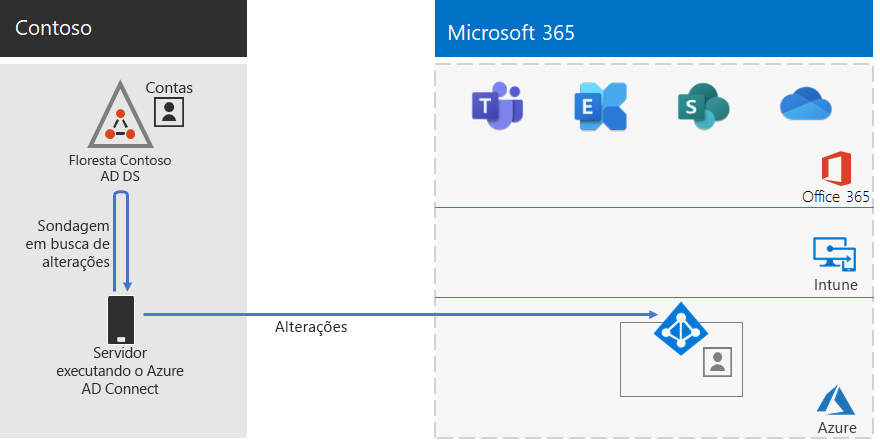 Contoso
Microsoft 365
Contas
Floresta Contoso
AD DS
T
E
S
Office 365
Sondagem
em busca de
alterações
Intune
Alterações
Servidor
executando o Azure
AD Connect
Azure